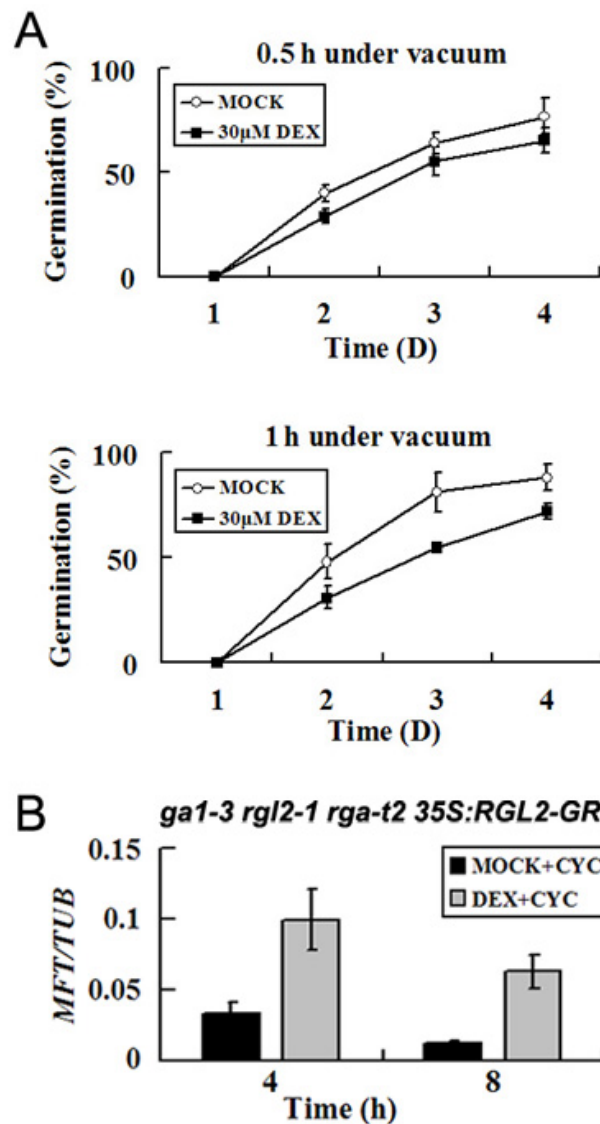 A
0.5 h under vacuum
Germination (%)
100
50
0
MOCK
30μM DEX
1 2 3 4
Time (D)
1 h under vacuum
Germination (%)
100
50
0
MOCK
30μM DEX
1 2 3 4
Time (D)
B
ga1-3 rgl2-1 rga-t2 35S:RGL2-GR
MFT/TUB
0.15
0.1
0.05
0
MOCK+CYC
DEX+CYC
4 8
Time (h)